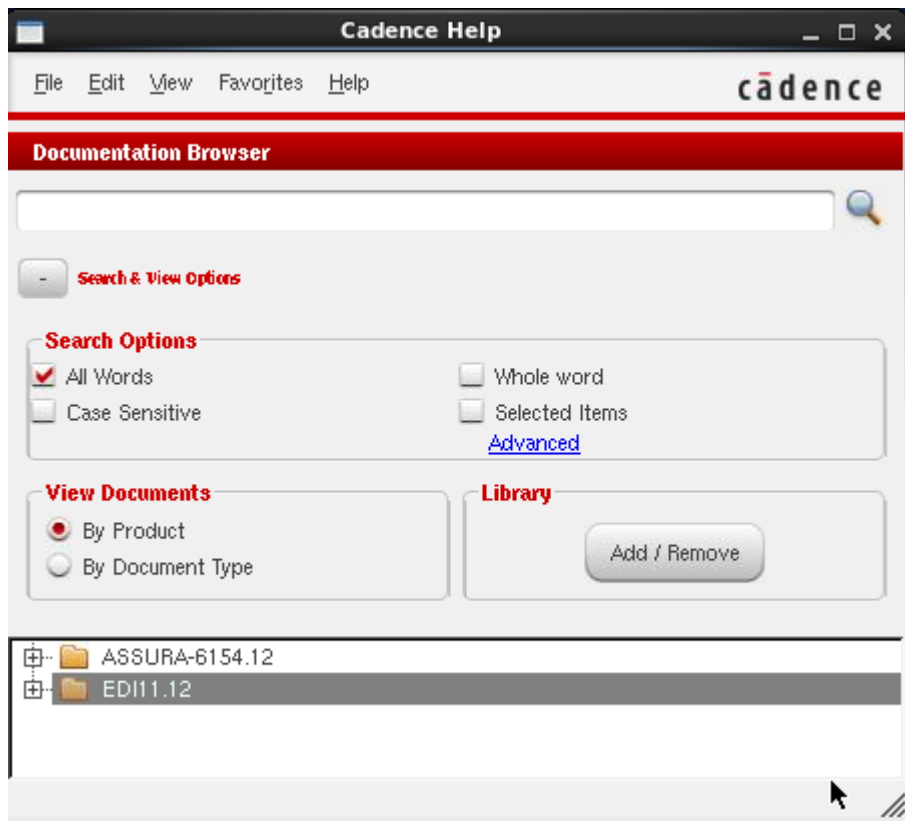 Cadence Help
File Edit View Favorites Help
cādence
Documentation Browser
- Search & View Options
Search Options
All Words
Whole word
Case Sensitive
Selected Items
Advanced
View Documents
By Product
By Document Type
Library
Add / Remove
ASSURA-6154.12
EDI11.12